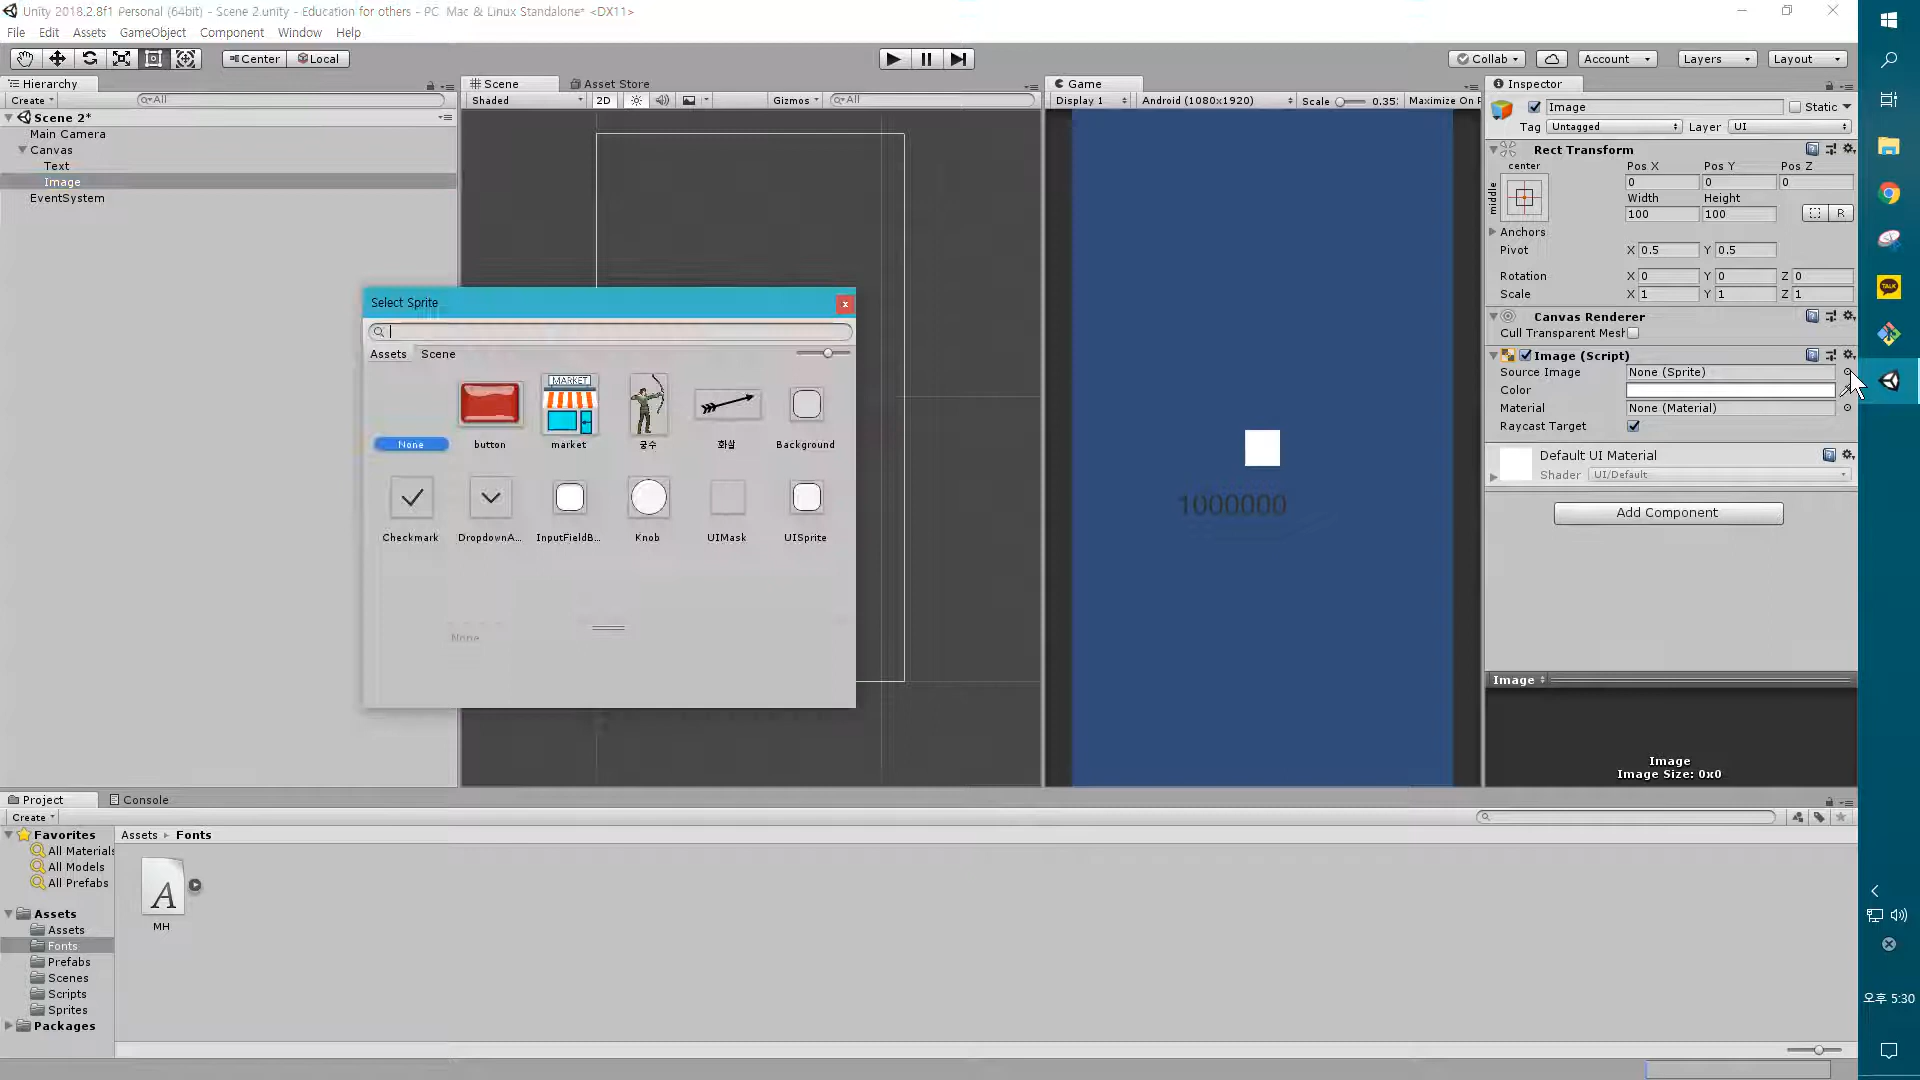 Unity 2018.2.8f1 Personal (64bit) - Scene 2.unity - Education for others - PC, Mac & Linux Standalone* <DX11>
File Edit Assets GameObject Component Window Help
Center Local
Collab Account Layers Layout
Hierarchy
Create All
Scene 2*
Main Camera
Canvas
Text
Image
EventSystem
Scene Asset Store
Shaded 2D Gizmos All
Select Sprite
Assets Scene
MARKET
None button market 궁수 화살 Background
Checkmark DropdownA... InputFieldB... Knob UIMask UISprite
None
Game
Display 1 Android (1080x1920) Scale 0.35: Maximize On P
1000000
Inspector
Image Static
Tag Untagged Layer UI
Rect Transform
center
middle
Pos X Pos Y Pos Z
0 0 0
Width Height
100 100
R
Anchors
Pivot X 0.5 Y 0.5
Rotation X 0 Y 0 Z 0
Scale X 1 Y 1 Z 1
Canvas Renderer
Cull Transparent Mesh
Image (Script)
Source Image None (Sprite)
Color
Material None (Material)
Raycast Target
Default UI Material
Shader UI/Default
Add Component
Image
Image
Image Size: 0x0
Project Console
Create
Favorites
All Materials
All Models
All Prefabs
Assets
Assets
Fonts
Prefabs
Scenes
Scripts
Sprites
Packages
Assets Fonts
A
MH
TALK
오후 5:30